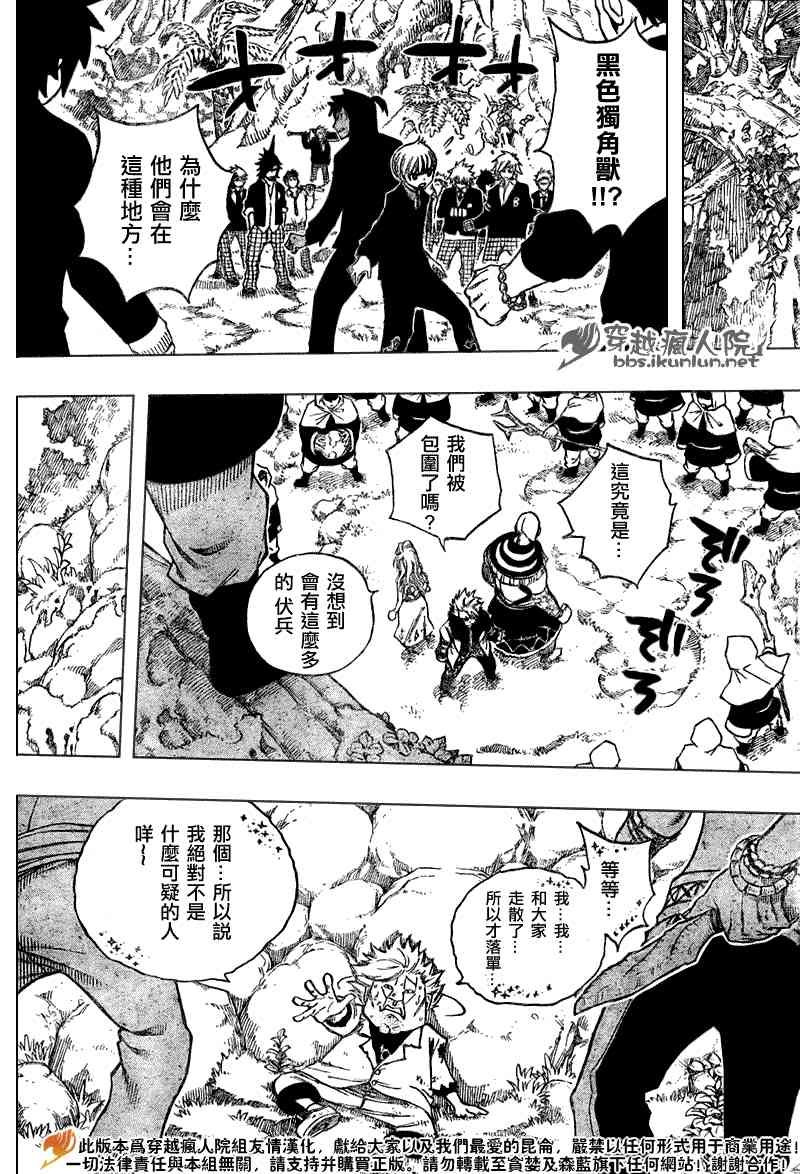 黑色獨角獸!!?
オオオオ
為什麼
他們會在
這種地方…
穿越瘋人院
bbs.ikunlun.net
這究竟是…
我們被
包圍了嗎?
ぞろ
ぞろ
沒想到
會有這麼多
的伏兵
等等…
我…我…
和大家
走散了…
所以才落單…
那個…所以說
我絕對不是
什麼可疑的人
咩~
此版本爲穿越瘋人院組友情漢化，獻給大家以及我們最愛的昆侖，嚴禁以任何形式用于商業用途!
一切法律責任與本組無關，請支持并購買正版。請勿轉載至貪婪及森藍旗下任何網站!(謝謝合作!)